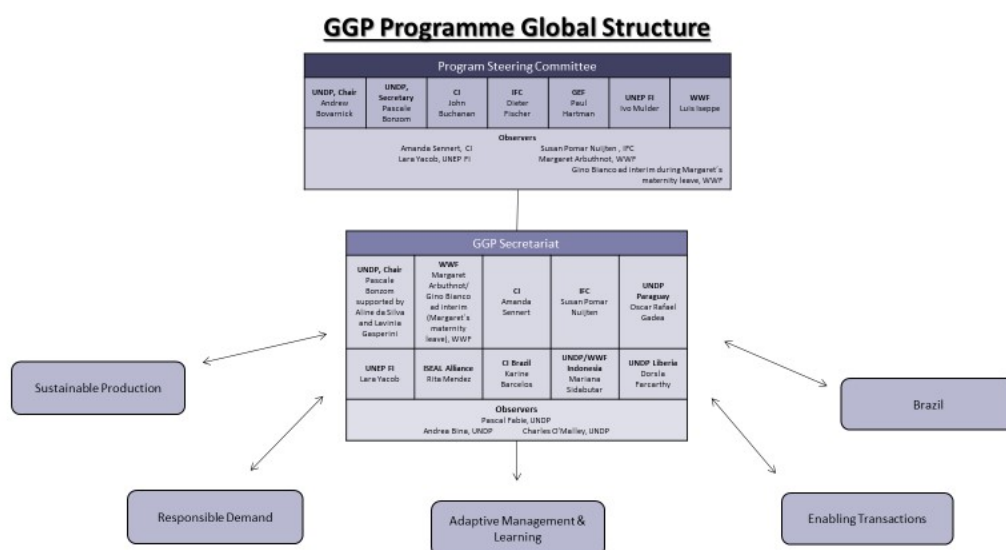 GGP Programme Global Structure
Program Steering Committee
UNDP, Chair
Andrew
Bovarnick
UNDP,
Secretary
Pascale
Bonzom
CI
John
Buchanan
IFC
Dieter
Fischer
GEF
Paul
Hartman
UNEP FI
Ivo Mulder
WWF
Luis Iseppe
Observers
Amanda Sennert, CI
Susan Pomar Nuijten , IFC
Lara Yacob, UNEP FI
Margaret Arbuthnot, WWF
Gino Bianco ad interim during Margaret's
maternity leave, WWF
GGP Secretariat
UNDP, Chair
Pascale
Bonzom
supported by
Aline da Silva
and Lavinia
Gasperini
WWF
Margaret
Arbuthnot/
Gino Bianco
ad interim
(Margaret's
maternity
leave), WWF
CI
Amanda
Sennert
IFC
Susan Pomar
Nuijten
UNDP
Paraguay
Oscar Rafael
Gadea
UNEP FI
Lara Yacob
ISEAL Alliance
Rita Mendez
CI Brazil
Karine
Barcelos
UNDP/WWF
Indonesia
Mariana
Sidabutar
UNDP Liberia
Dorsla
Farcarthy
Observers
Pascal Fabie, UNDP
Andrea Bina, UNDP
Charles O'Malley, UNDP
Sustainable Production
Brazil
Responsible Demand
Adaptive Management &
Learning
Enabling Transactions